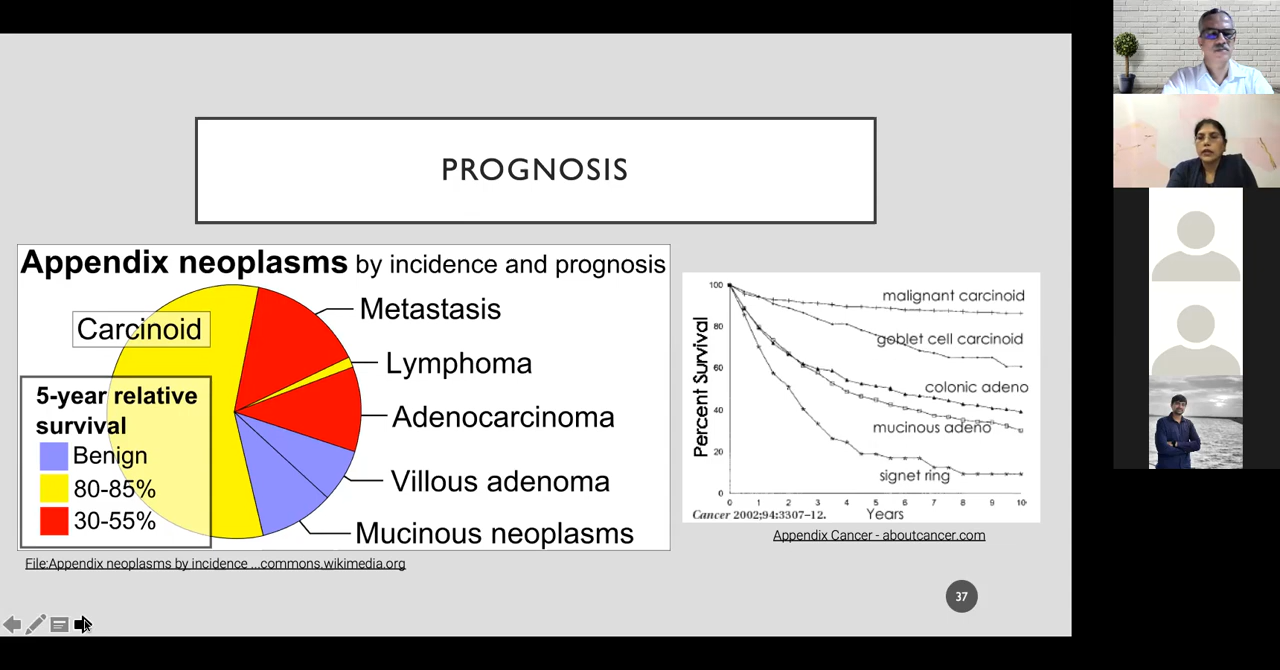 PROGNOSIS
Appendix neoplasms by incidence and prognosis
Carcinoid
Metastasis
Lymphoma
Adenocarcinoma
Villous adenoma
Mucinous neoplasms
5-year relative
survival
Benign
80-85%
30-55%
File:Appendix neoplasms by incidence ...commons.wikimedia.org
Percent Survival
100
80
60
40
20
0
malignant carcinoid
goblet cell carcinoid
colonic adeno
mucinous adeno
signet ring
0 1 2 3 4 5 6 7 8 9 10
Years
Cancer 2002;94:3307–12.
Appendix Cancer - aboutcancer.com
37